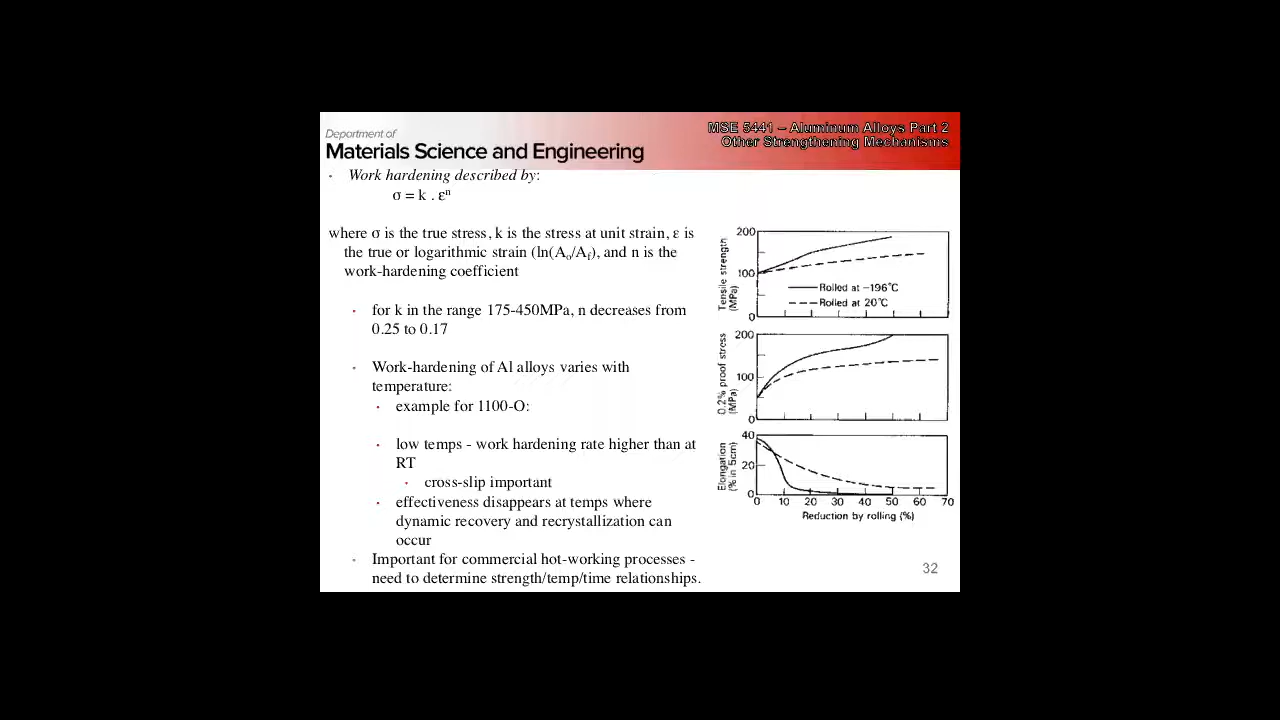 Department of
Materials Science and Engineering
MSE 5441 – Aluminum Alloys Part 2
Other Strengthening Mechanisms
• Work hardening described by:
σ = k . εⁿ
where σ is the true stress, k is the stress at unit strain, ε is
the true or logarithmic strain (ln(Aₒ/A_f), and n is the
work-hardening coefficient
• for k in the range 175-450MPa, n decreases from
0.25 to 0.17
• Work-hardening of Al alloys varies with
temperature:
• example for 1100-O:
• low temps - work hardening rate higher than at
RT
• cross-slip important
• effectiveness disappears at temps where
dynamic recovery and recrystallization can
occur
• Important for commercial hot-working processes -
need to determine strength/temp/time relationships.
Tensile strength
(MPa)
200
100
0
Rolled at –196°C
Rolled at 20°C
0.2% proof stress
(MPa)
200
100
0
Elongation
(% in 5cm)
40
20
0
0 10 20 30 40 50 60 70
Reduction by rolling (%)
32